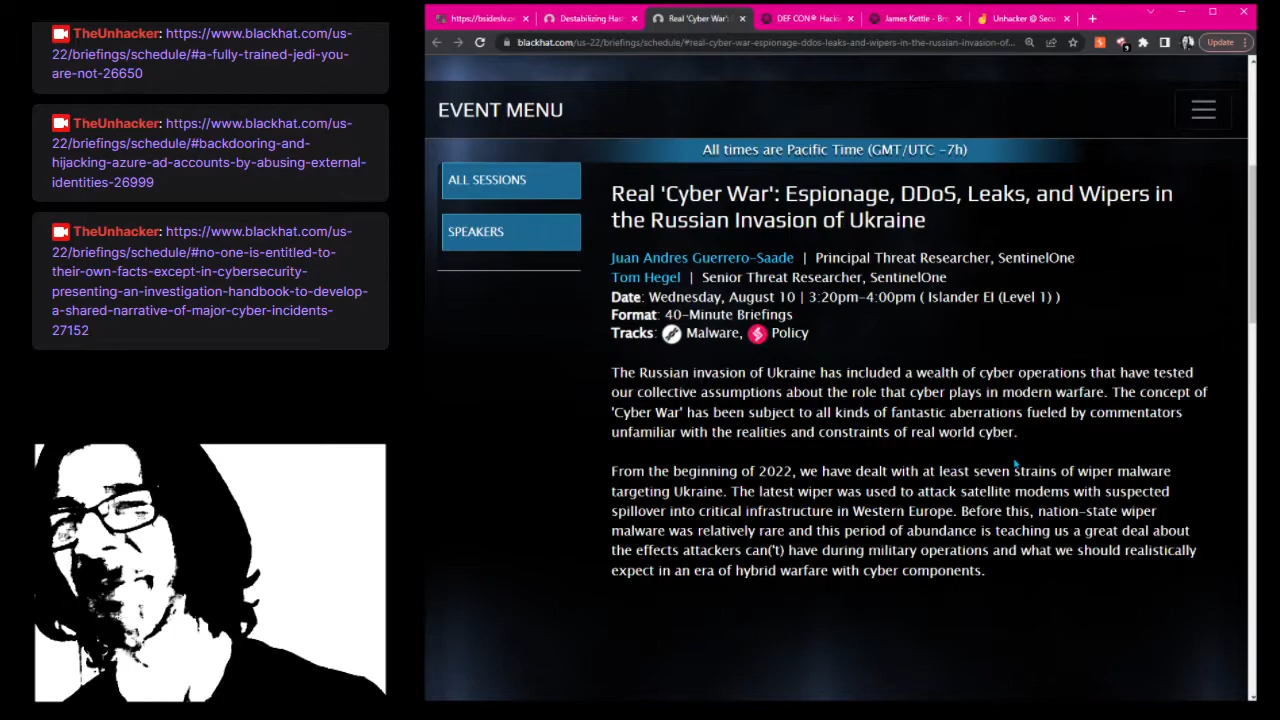 TheUnhacker: https://www.blackhat.com/us-
22/briefings/schedule/#a-fully-trained-jedi-you-
are-not-26650
TheUnhacker: https://www.blackhat.com/us-
22/briefings/schedule/#backdooring-and-
hijacking-azure-ad-accounts-by-abusing-external-
identities-26999
TheUnhacker: https://www.blackhat.com/us-
22/briefings/schedule/#no-one-is-entitled-to-
their-own-facts-except-in-cybersecurity-
presenting-an-investigation-handbook-to-develop-
a-shared-narrative-of-major-cyber-incidents-
27152
https://bsideslv.or
Destabilizing Hash
Real 'Cyber War':
DEF CON® Hackin
James Kettle - Bro
Unhacker @ Secu
blackhat.com/us-22/briefings/schedule/#real-cyber-war-espionage-ddos-leaks-and-wipers-in-the-russian-invasion-of...
Update
EVENT MENU
All times are Pacific Time (GMT/UTC -7h)
ALL SESSIONS
SPEAKERS
Real 'Cyber War': Espionage, DDoS, Leaks, and Wipers in
the Russian Invasion of Ukraine
Juan Andres Guerrero-Saade | Principal Threat Researcher, SentinelOne
Tom Hegel | Senior Threat Researcher, SentinelOne
Date: Wednesday, August 10 | 3:20pm-4:00pm ( Islander EI (Level 1) )
Format: 40-Minute Briefings
Tracks: Malware, Policy
The Russian invasion of Ukraine has included a wealth of cyber operations that have tested
our collective assumptions about the role that cyber plays in modern warfare. The concept of
'Cyber War' has been subject to all kinds of fantastic aberrations fueled by commentators
unfamiliar with the realities and constraints of real world cyber.
From the beginning of 2022, we have dealt with at least seven strains of wiper malware
targeting Ukraine. The latest wiper was used to attack satellite modems with suspected
spillover into critical infrastructure in Western Europe. Before this, nation-state wiper
malware was relatively rare and this period of abundance is teaching us a great deal about
the effects attackers can('t) have during military operations and what we should realistically
expect in an era of hybrid warfare with cyber components.